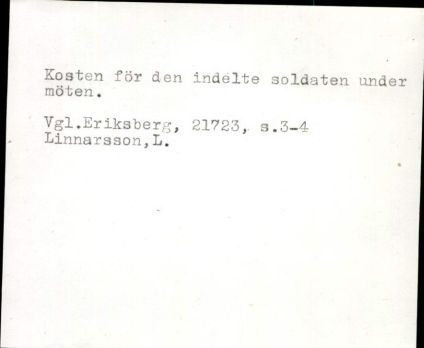 Kosten för den indelte soldaten under
möten.
Vgl.Eriksberg, 21723, s.3-4
Linnarsson,L.